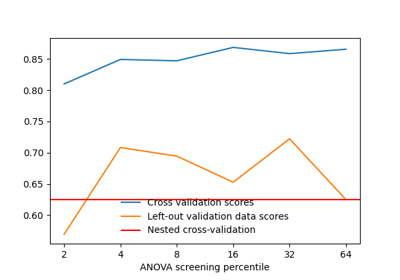 0.85
0.80
0.75
0.70
0.65
0.60
Cross validation scores
Left-out validation data scores
Nested cross-validation
2 4 8 16 32 64
ANOVA screening percentile